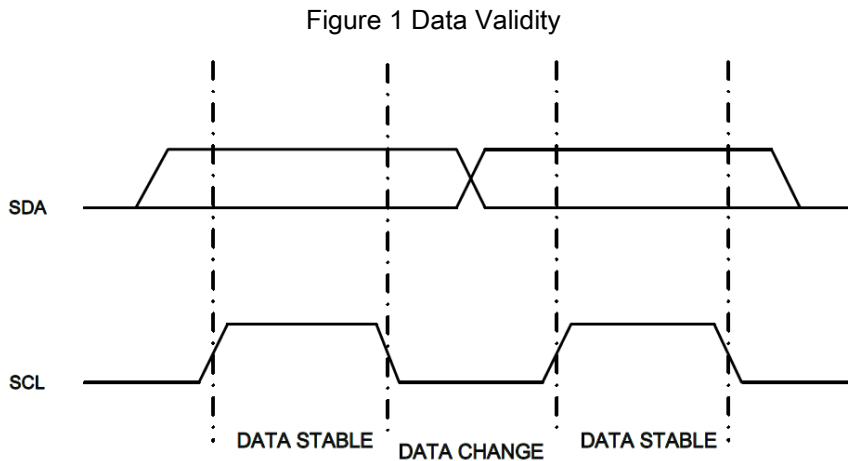 Figure 1 Data Validity
SDA
SCL
DATA STABLE
DATA CHANGE
DATA STABLE